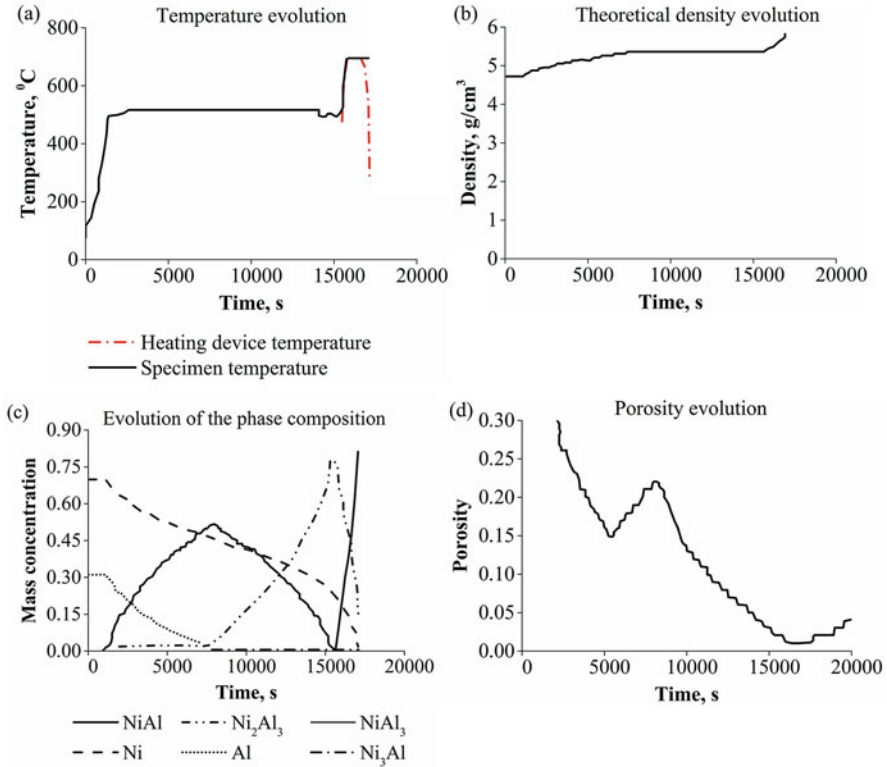 (a) Temperature evolution
800
600
400
200
0
Temperature, ⁰C
0 5000 10000 15000 20000
Time, s
Heating device temperature
Specimen temperature
(b) Theoretical density evolution
6
5
4
3
2
1
0
Density, g/cm³
0 5000 10000 15000 20000
Time, s
(c) Evolution of the phase composition
0.90
0.75
0.60
0.45
0.30
0.15
0.00
Mass concentration
0 5000 10000 15000 20000
Time, s
NiAl Ni₂Al₃ NiAl₃
Ni Al Ni₃Al
(d) Porosity evolution
0.30
0.25
0.20
0.15
0.10
0.05
0.00
Porosity
0 5000 10000 15000 20000
Time, s